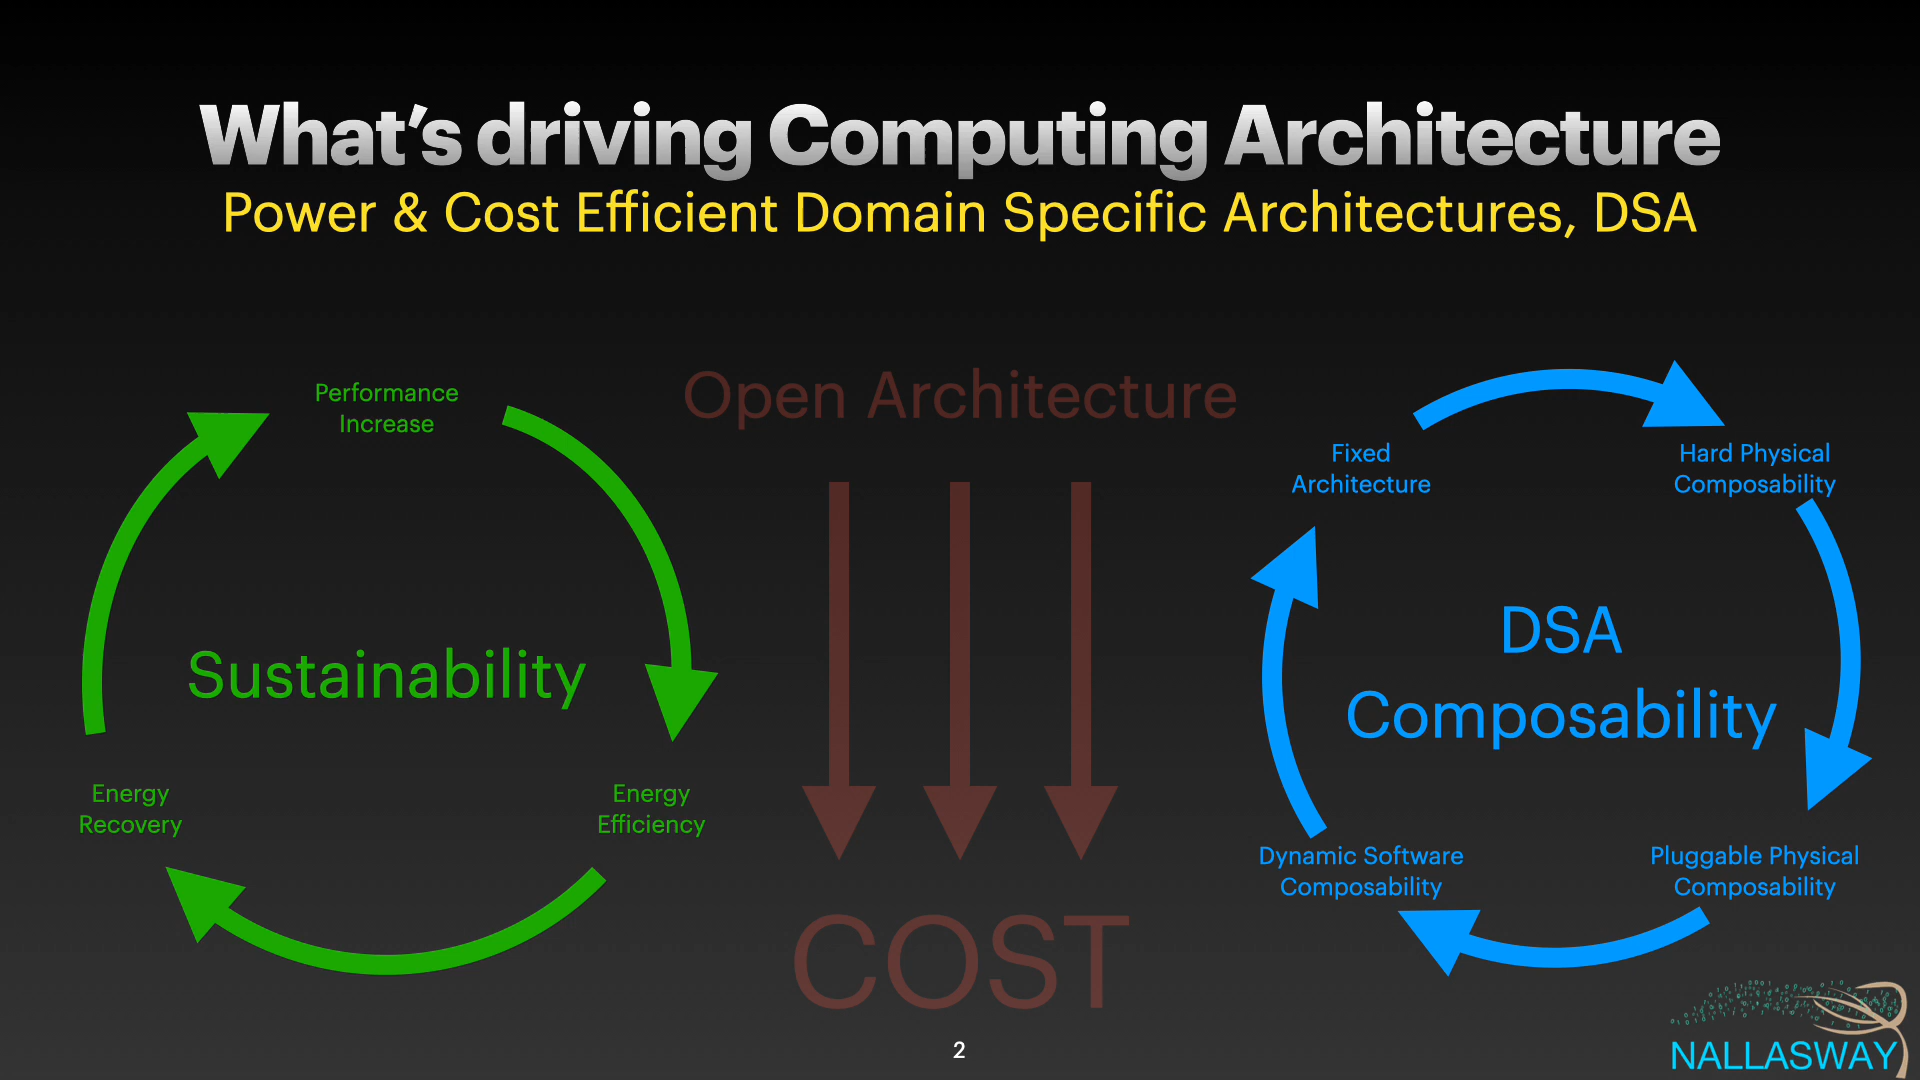 What's driving Computing Architecture
Power & Cost Efficient Domain Specific Architectures, DSA
Performance
Increase
Sustainability
Energy
Recovery
Energy
Efficiency
Open Architecture
COST
Fixed
Architecture
Hard Physical
Composability
DSA
Composability
Dynamic Software
Composability
Pluggable Physical
Composability
2
NALLASWAY